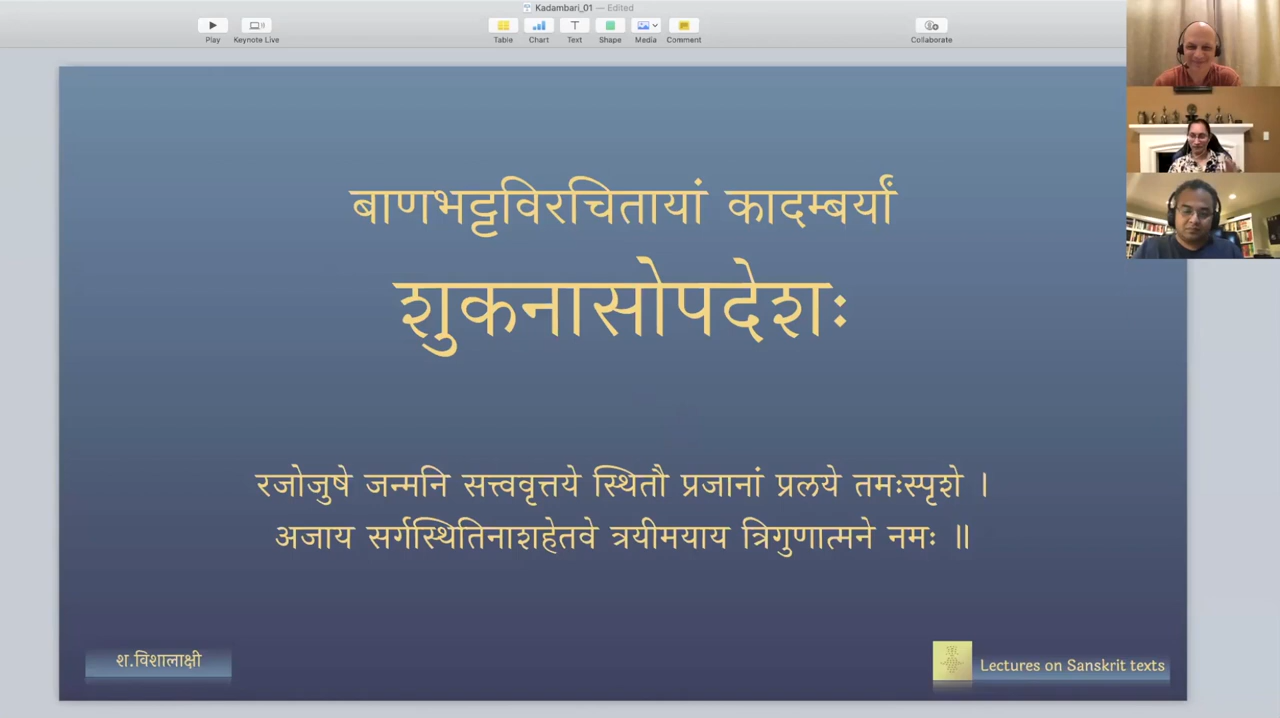 Kadambari_01 — Edited
Play
Keynote Live
Table
Chart
Text
Shape
Media
Comment
Collaborate
बाणभट्टविरचितायां कादम्बर्यां
शुकनासोपदेशः
रजोजुषे जन्मनि सत्त्ववृत्तये स्थितौ प्रजानां प्रलये तमःस्पृशे ।
अजाय सर्गस्थितिनाशहेतवे त्रयीमयाय त्रिगुणात्मने नमः ॥
श.विशालाक्षी
Lectures on Sanskrit texts